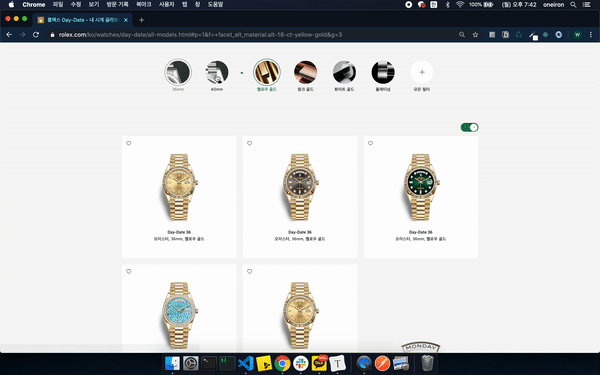 Chrome 파일 수정 보기 방문 기록 북마크 사용자 탭 창 도움말 100% 월 오후 7:42 oneiron
롤렉스 Day-Date - 내 시계 골라보
rolex.com/ko/watches/day-date/all-models.html#p=1&f=+facet_alt_material:alt-18-ct-yellow-gold&g=3
36mm 40mm 옐로우 골드 핑크 골드 화이트 골드 플래티넘 모든 필터
Day-Date 36 Day-Date 36 Day-Date 36
오이스터, 36mm, 옐로우 골드 오이스터, 36mm, 옐로우 골드 오이스터, 36mm, 옐로우 골드
MONDAY